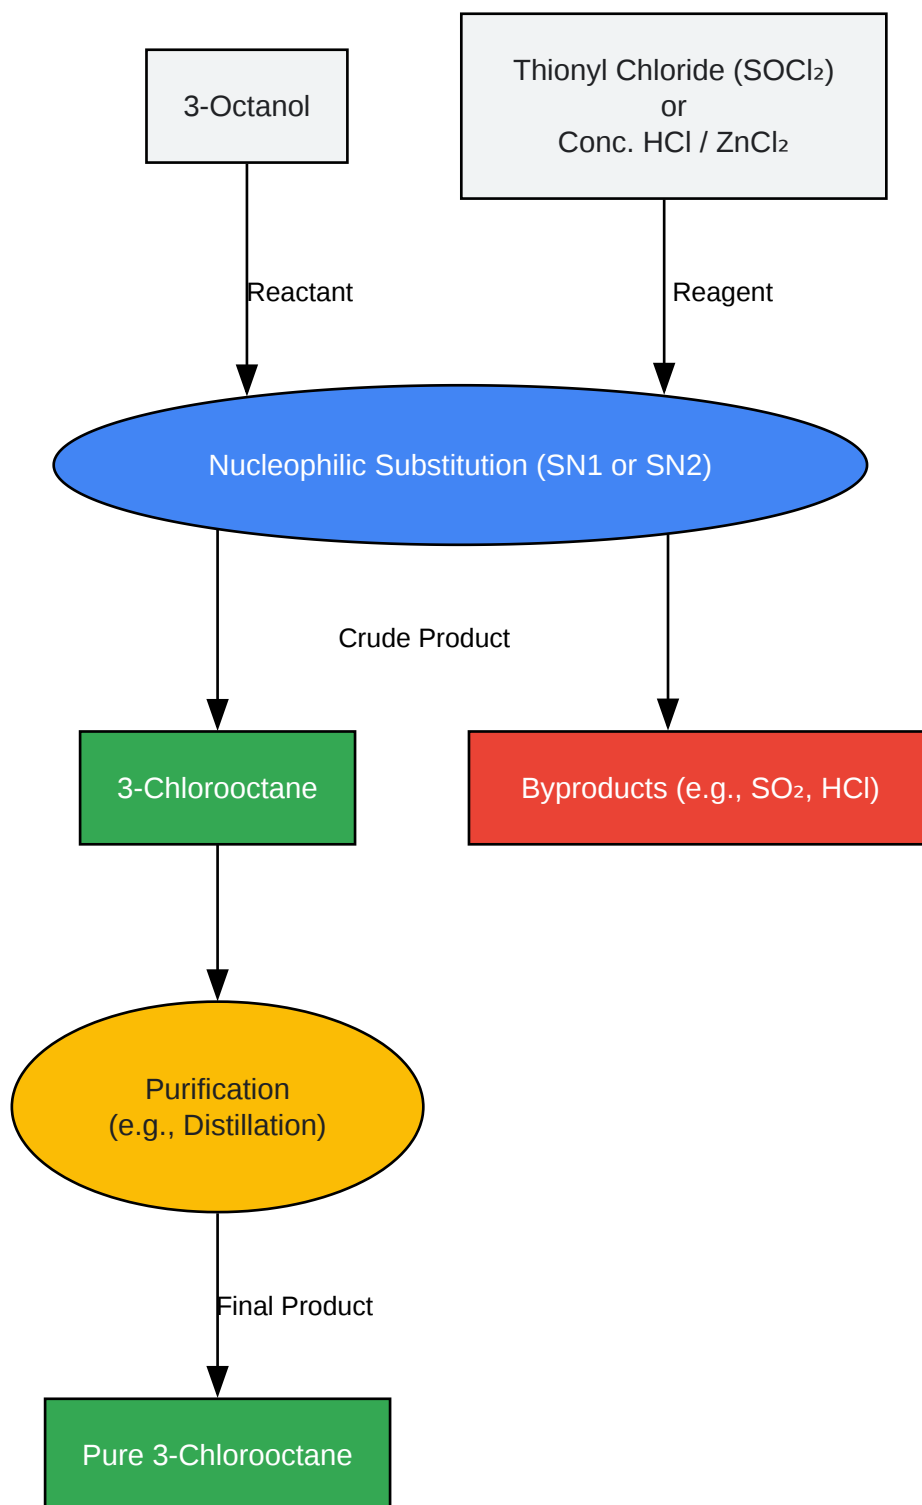 3-Octanol
Thionyl Chloride (SOCl₂)
or
Conc. HCl / ZnCl₂
Reactant
Reagent
Nucleophilic Substitution (SN1 or SN2)
Crude Product
3-Chlorooctane
Byproducts (e.g., SO₂, HCl)
Purification
(e.g., Distillation)
Final Product
Pure 3-Chlorooctane